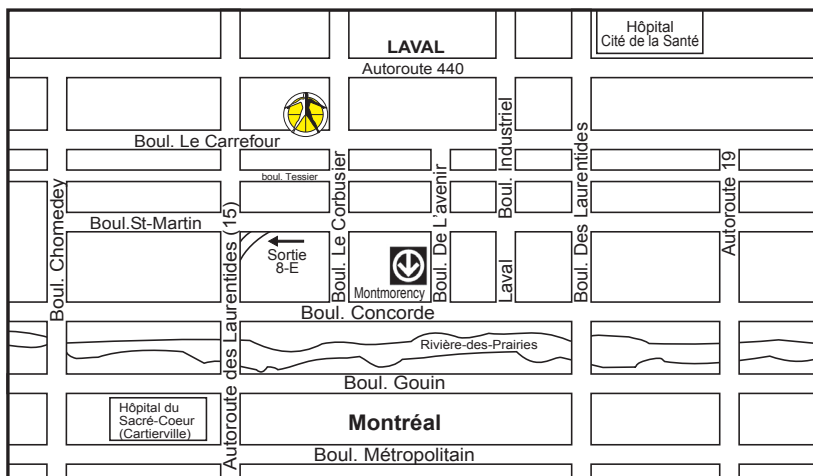 Hôpital
Cité de la Santé
LAVAL
Autoroute 440
Boul. Le Carrefour
boul. Tessier
Boul. Chomedey
Boul.St-Martin
Autoroute des Laurentides (15)
Sortie
8-E
Boul. Le Corbusier
Montmorency
Boul. De L'avenir
Boul. Industriel
Laval
Boul. Des Laurentides
Autoroute 19
Boul. Concorde
Rivière-des-Prairies
Boul. Gouin
Hôpital du
Sacré-Coeur
(Cartierville)
Montréal
Boul. Métropolitain